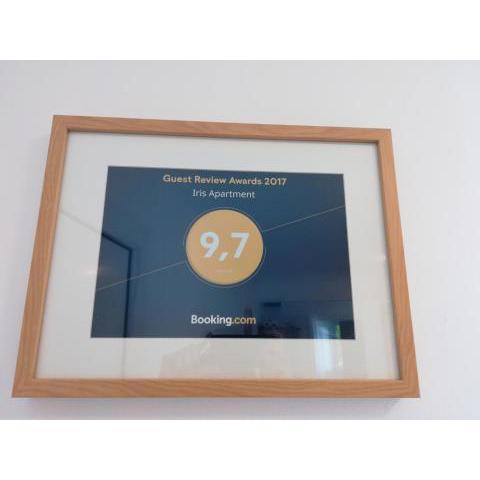 Guest Review Awards 2017
Iris Apartment
9,7
Booking.com